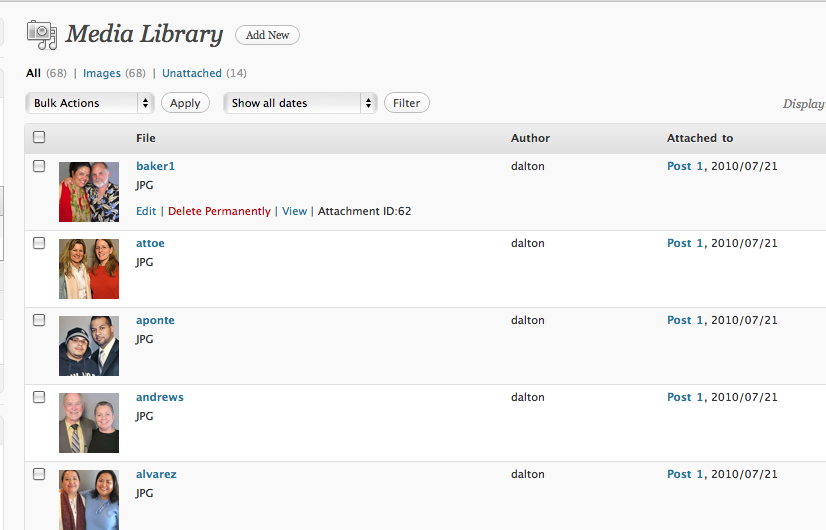 Media Library Add New
All (68) | Images (68) | Unattached (14)
Bulk Actions Apply Show all dates Filter Display
File Author Attached to
baker1 dalton Post 1, 2010/07/21
JPG
Edit | Delete Permanently | View | Attachment ID:62
attoe dalton Post 1, 2010/07/21
JPG
aponte dalton Post 1, 2010/07/21
JPG
andrews dalton Post 1, 2010/07/21
JPG
alvarez dalton Post 1, 2010/07/21
JPG